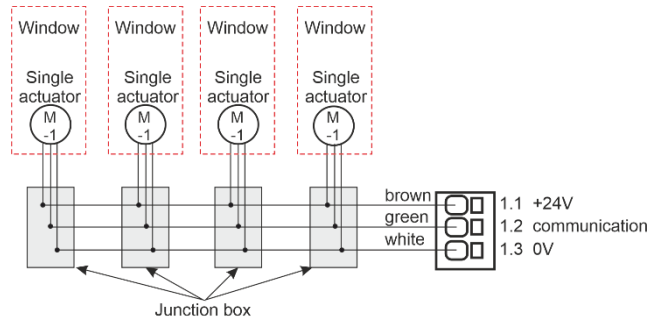 Window
Window
Window
Window
Single
actuator
Single
actuator
Single
actuator
Single
actuator
M
-1
M
-1
M
-1
M
-1
brown
1.1 +24V
green
1.2 communication
white
1.3 0V
Junction box